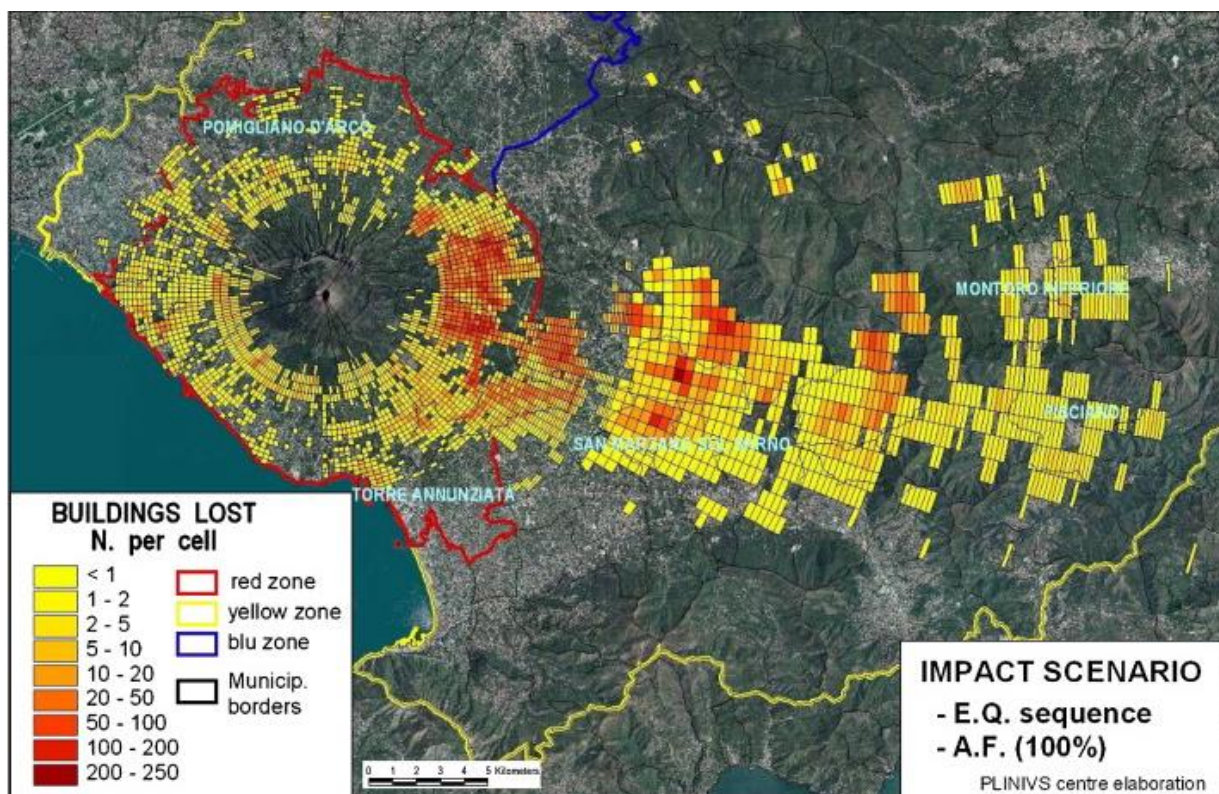 POMIGLIANO D'ARCO
MONTORO INFERIORE
FISCIANO
SAN MARZANO SUL SARNO
TORRE ANNUNZIATA
BUILDINGS LOST
N. per cell
< 1
1 - 2
2 - 5
5 - 10
10 - 20
20 - 50
50 - 100
100 - 200
200 - 250
red zone
yellow zone
blu zone
Municip.
borders
0 1 2 3 4 5 Kilometers
IMPACT SCENARIO
- E.Q. sequence
- A.F. (100%)
PLINIVS centre elaboration